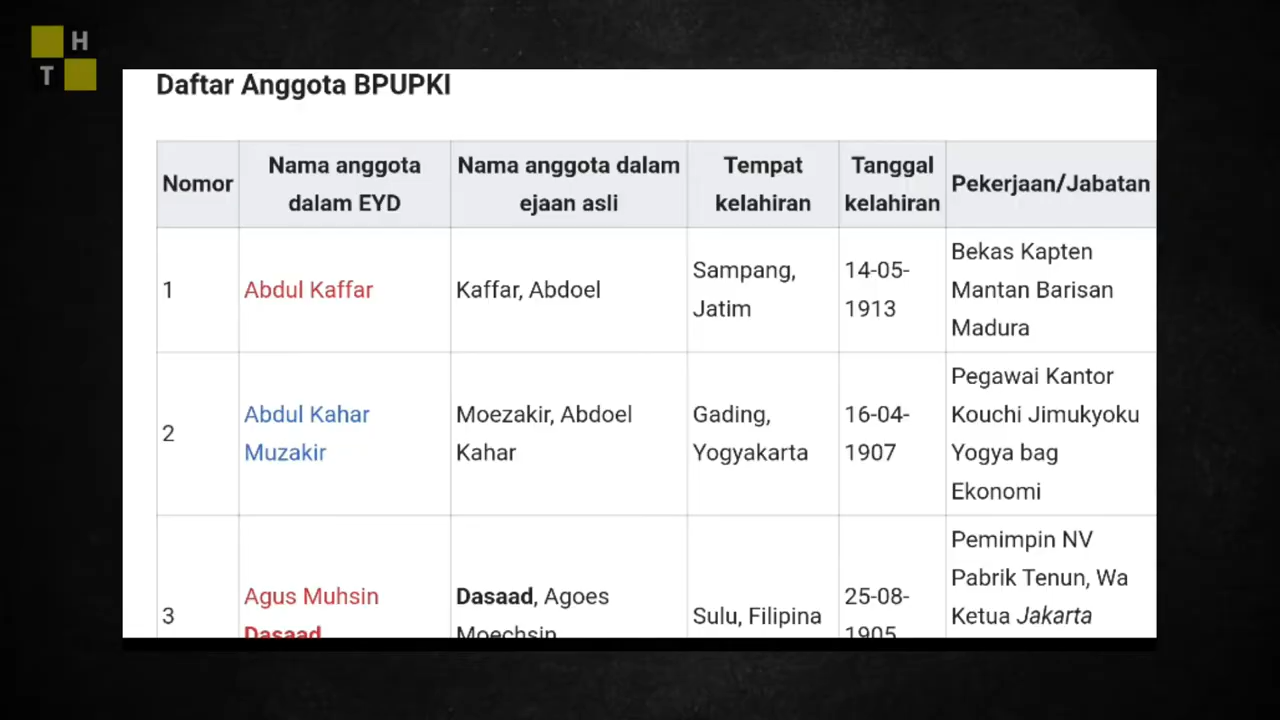 H
T
Daftar Anggota BPUPKI
Nomor
Nama anggota
dalam EYD
Nama anggota dalam
ejaan asli
Tempat
kelahiran
Tanggal
kelahiran
Pekerjaan/Jabatan
1
Abdul Kaffar
Kaffar, Abdoel
Sampang,
Jatim
14-05-
1913
Bekas Kapten
Mantan Barisan
Madura
2
Abdul Kahar
Muzakir
Moezakir, Abdoel
Kahar
Gading,
Yogyakarta
16-04-
1907
Pegawai Kantor
Kouchi Jimukyoku
Yogya bag
Ekonomi
3
Agus Muhsin
Dasaad
Dasaad, Agoes
Moechsin
Sulu, Filipina
25-08-
1905
Pemimpin NV
Pabrik Tenun, Wa
Ketua Jakarta